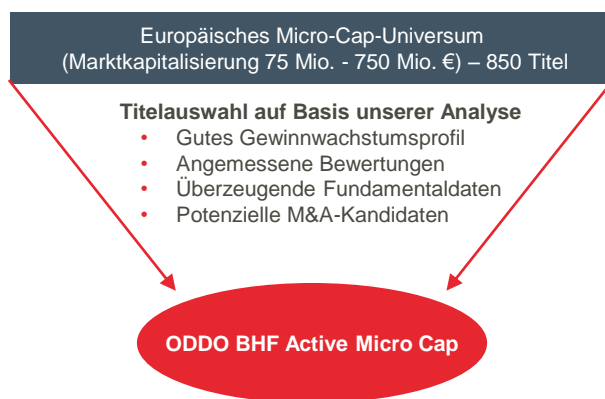 Europäisches Micro-Cap-Universum
(Marktkapitalisierung 75 Mio. - 750 Mio. €) – 850 Titel
Titelauswahl auf Basis unserer Analyse
• Gutes Gewinnwachstumsprofil
• Angemessene Bewertungen
• Überzeugende Fundamentaldaten
• Potenzielle M&A-Kandidaten
ODDO BHF Active Micro Cap